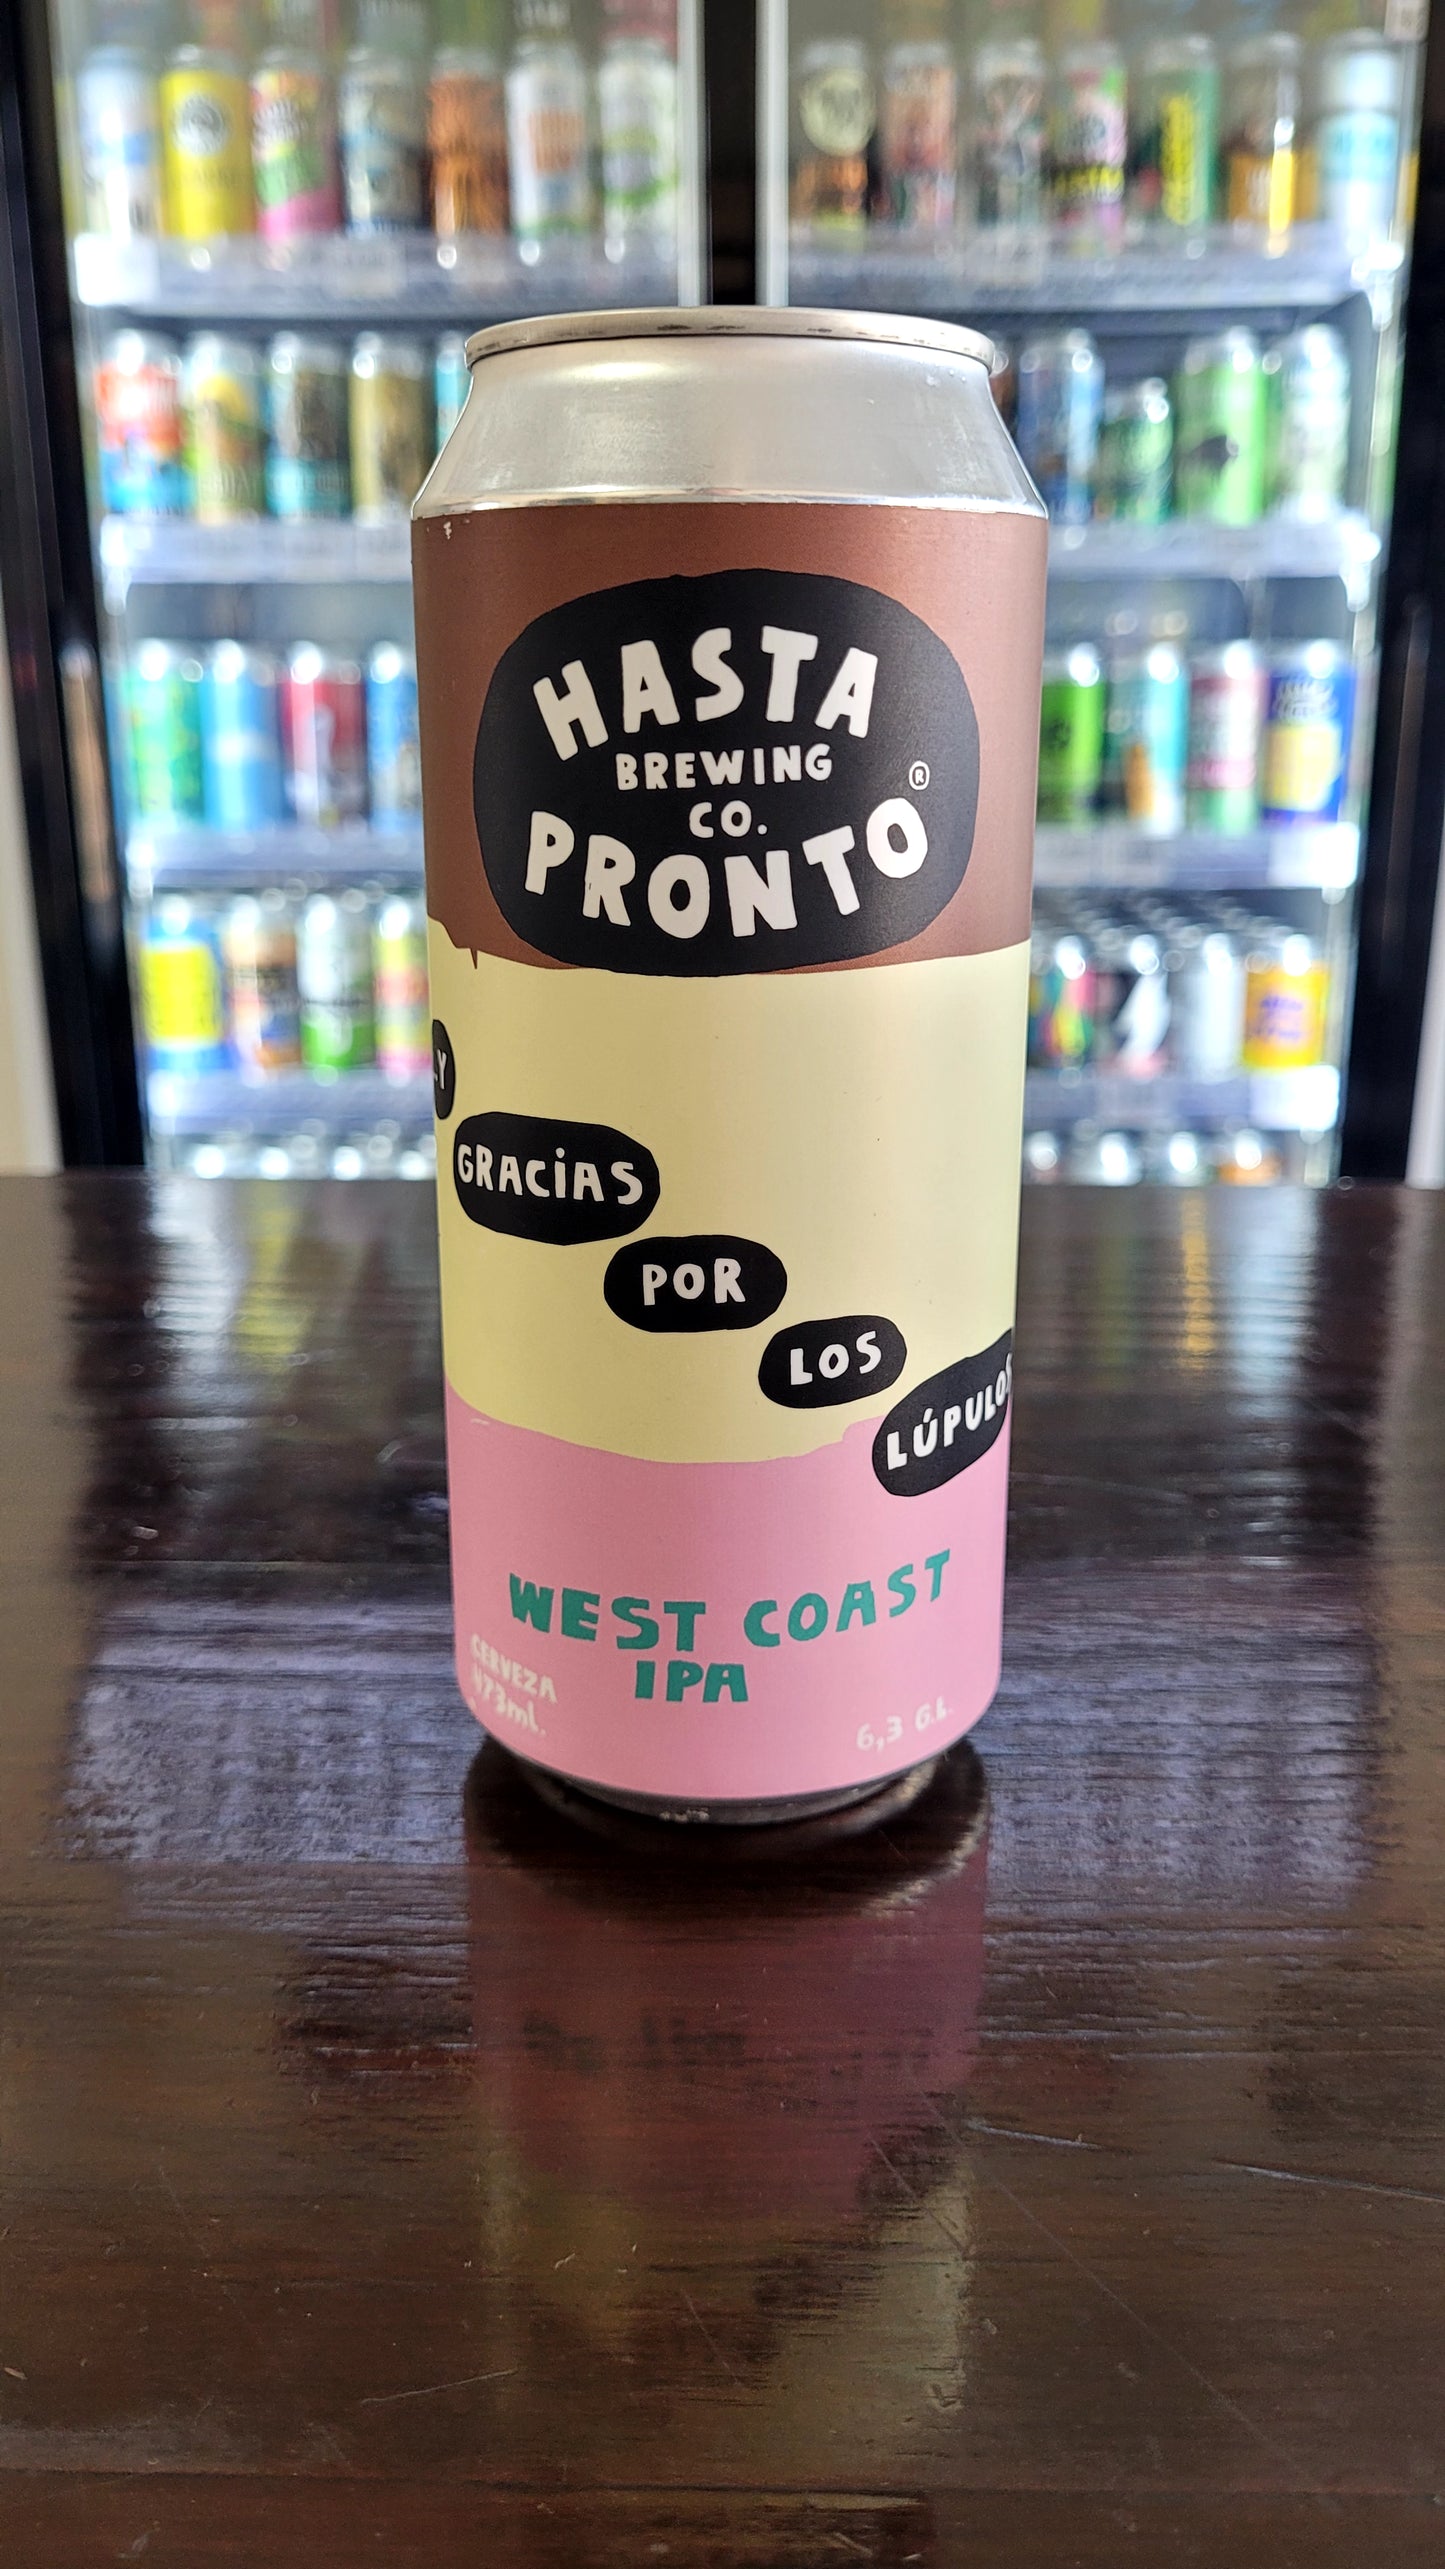 HASTA
BREWING
CO.
PRONTO®
GRACIAS
POR
LOS
LÚPULOS
WEST COAST
IPA
CERVEZA
473ml.
6,3 G.L.